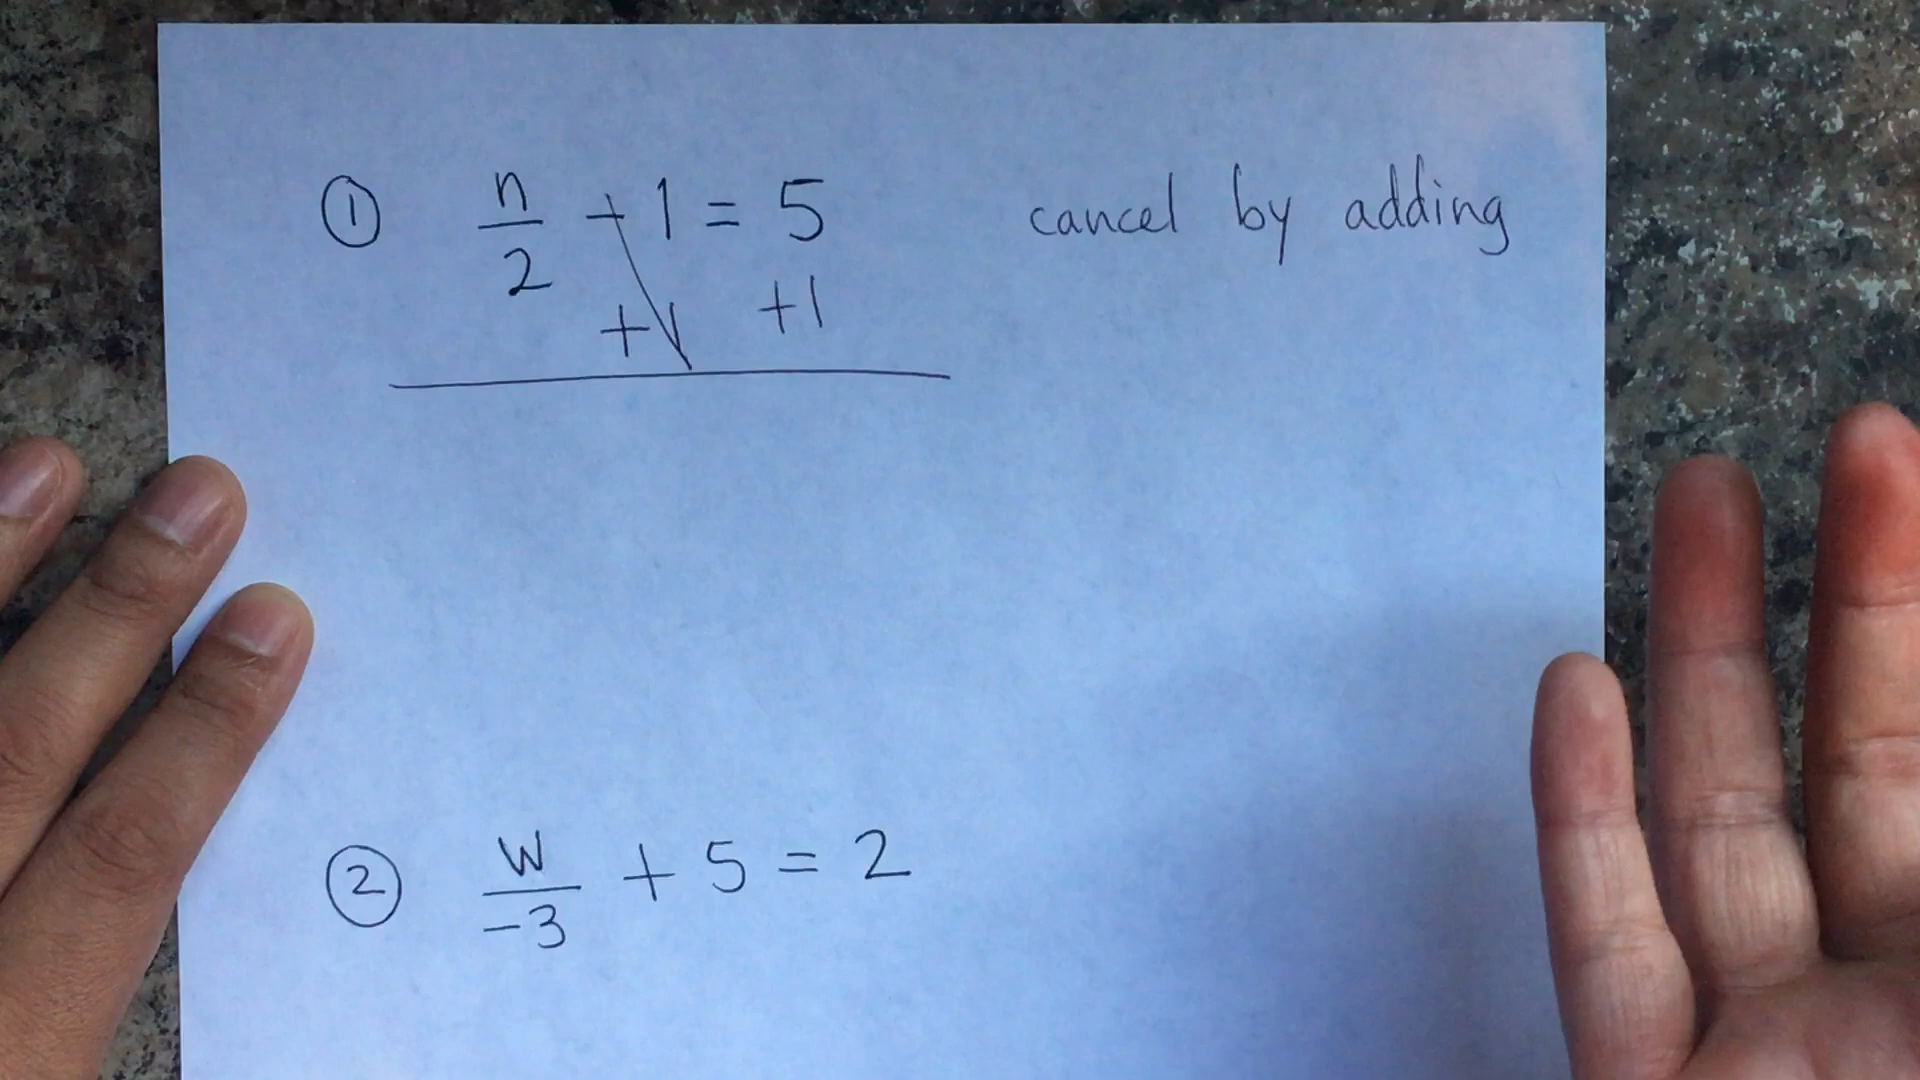 ① n/2 − 1 = 5 cancel by adding
+1 +1
② w/−3 + 5 = 2